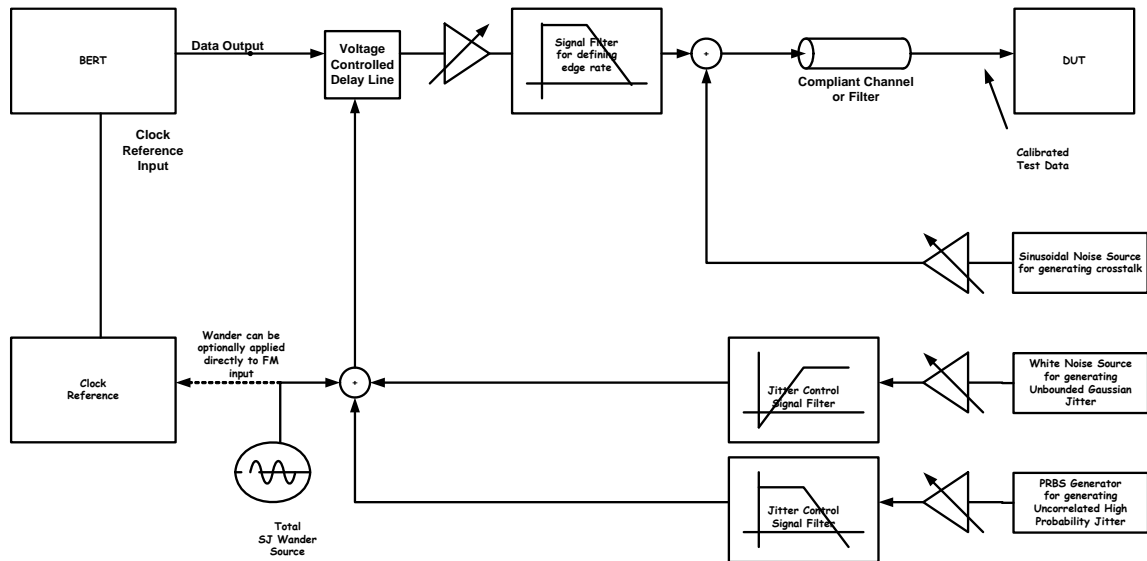 BERT
Data Output
Voltage
Controlled
Delay Line
Signal Filter
for defining
edge rate
+
Compliant Channel
or Filter
DUT
Clock
Reference
Input
Calibrated
Test Data
Sinusoidal Noise Source
for generating crosstalk
Wander can be
optionally applied
directly to FM
input
Clock
Reference
+
Jitter Control
Signal Filter
White Noise Source
for generating
Unbounded Gaussian
Jitter
Total
SJ Wander
Source
Jitter Control
Signal Filter
PRBS Generator
for generating
Uncorrelated High
Probability Jitter